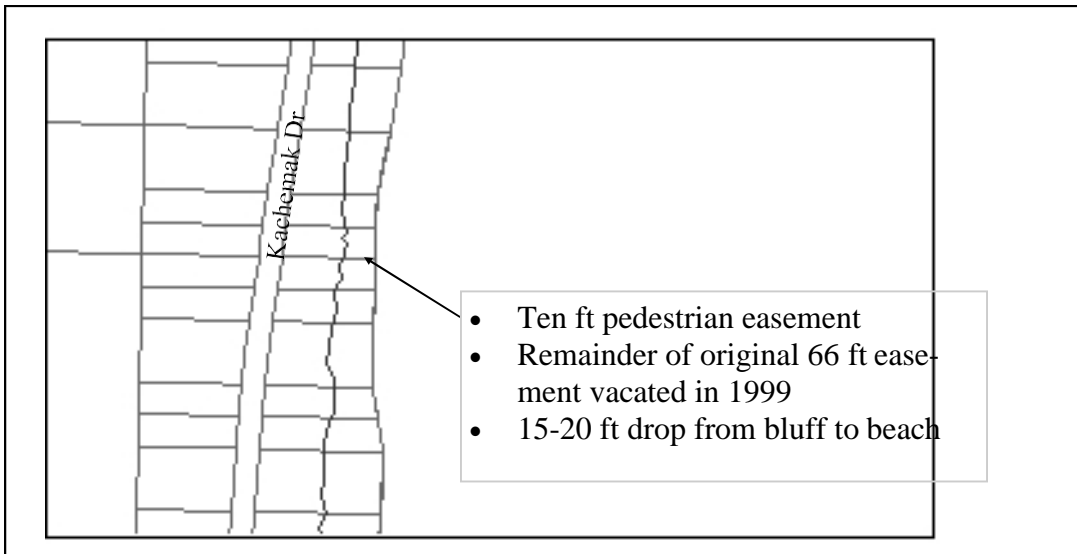 Kachemak Dr
• Ten ft pedestrian easement
• Remainder of original 66 ft ease-
ment vacated in 1999
• 15-20 ft drop from bluff to beach